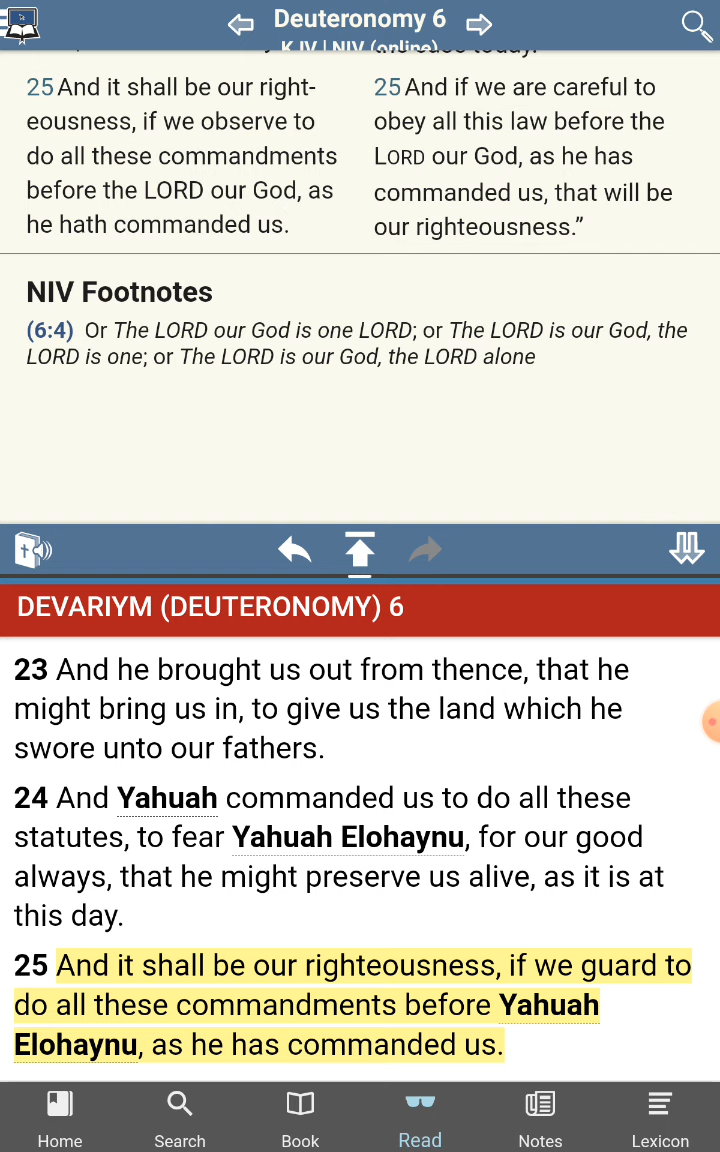 Deuteronomy 6
KJV | NIV (online)
25 And it shall be our right-
eousness, if we observe to
do all these commandments
before the LORD our God, as
he hath commanded us.
25 And if we are careful to
obey all this law before the
LORD our God, as he has
commanded us, that will be
our righteousness.”
NIV Footnotes
(6:4) Or The LORD our God is one LORD; or The LORD is our God, the
LORD is one; or The LORD is our God, the LORD alone
DEVARIYM (DEUTERONOMY) 6
23 And he brought us out from thence, that he
might bring us in, to give us the land which he
swore unto our fathers.
24 And Yahuah commanded us to do all these
statutes, to fear Yahuah Elohaynu, for our good
always, that he might preserve us alive, as it is at
this day.
25 And it shall be our righteousness, if we guard to
do all these commandments before Yahuah
Elohaynu, as he has commanded us.
Home
Search
Book
Read
Notes
Lexicon